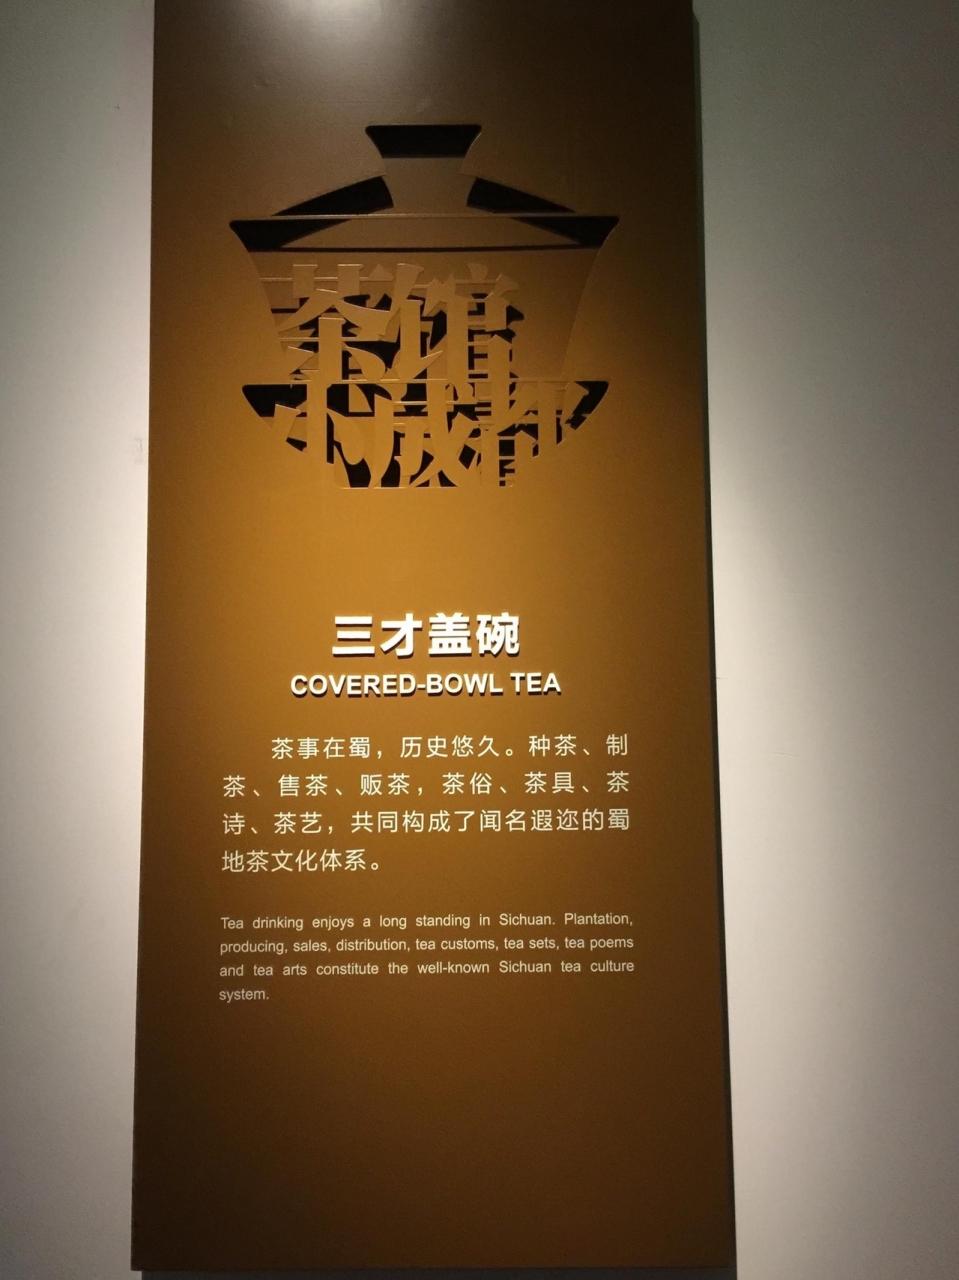 茶馆
小成都
三才盖碗
COVERED-BOWL TEA
茶事在蜀，历史悠久。种茶、制
茶、售茶、贩茶，茶俗、茶具、茶
诗、茶艺，共同构成了闻名遐迩的蜀
地茶文化体系。
Tea drinking enjoys a long standing in Sichuan. Plantation,
producing, sales, distribution, tea customs, tea sets, tea poems
and tea arts constitute the well-known Sichuan tea culture
system.